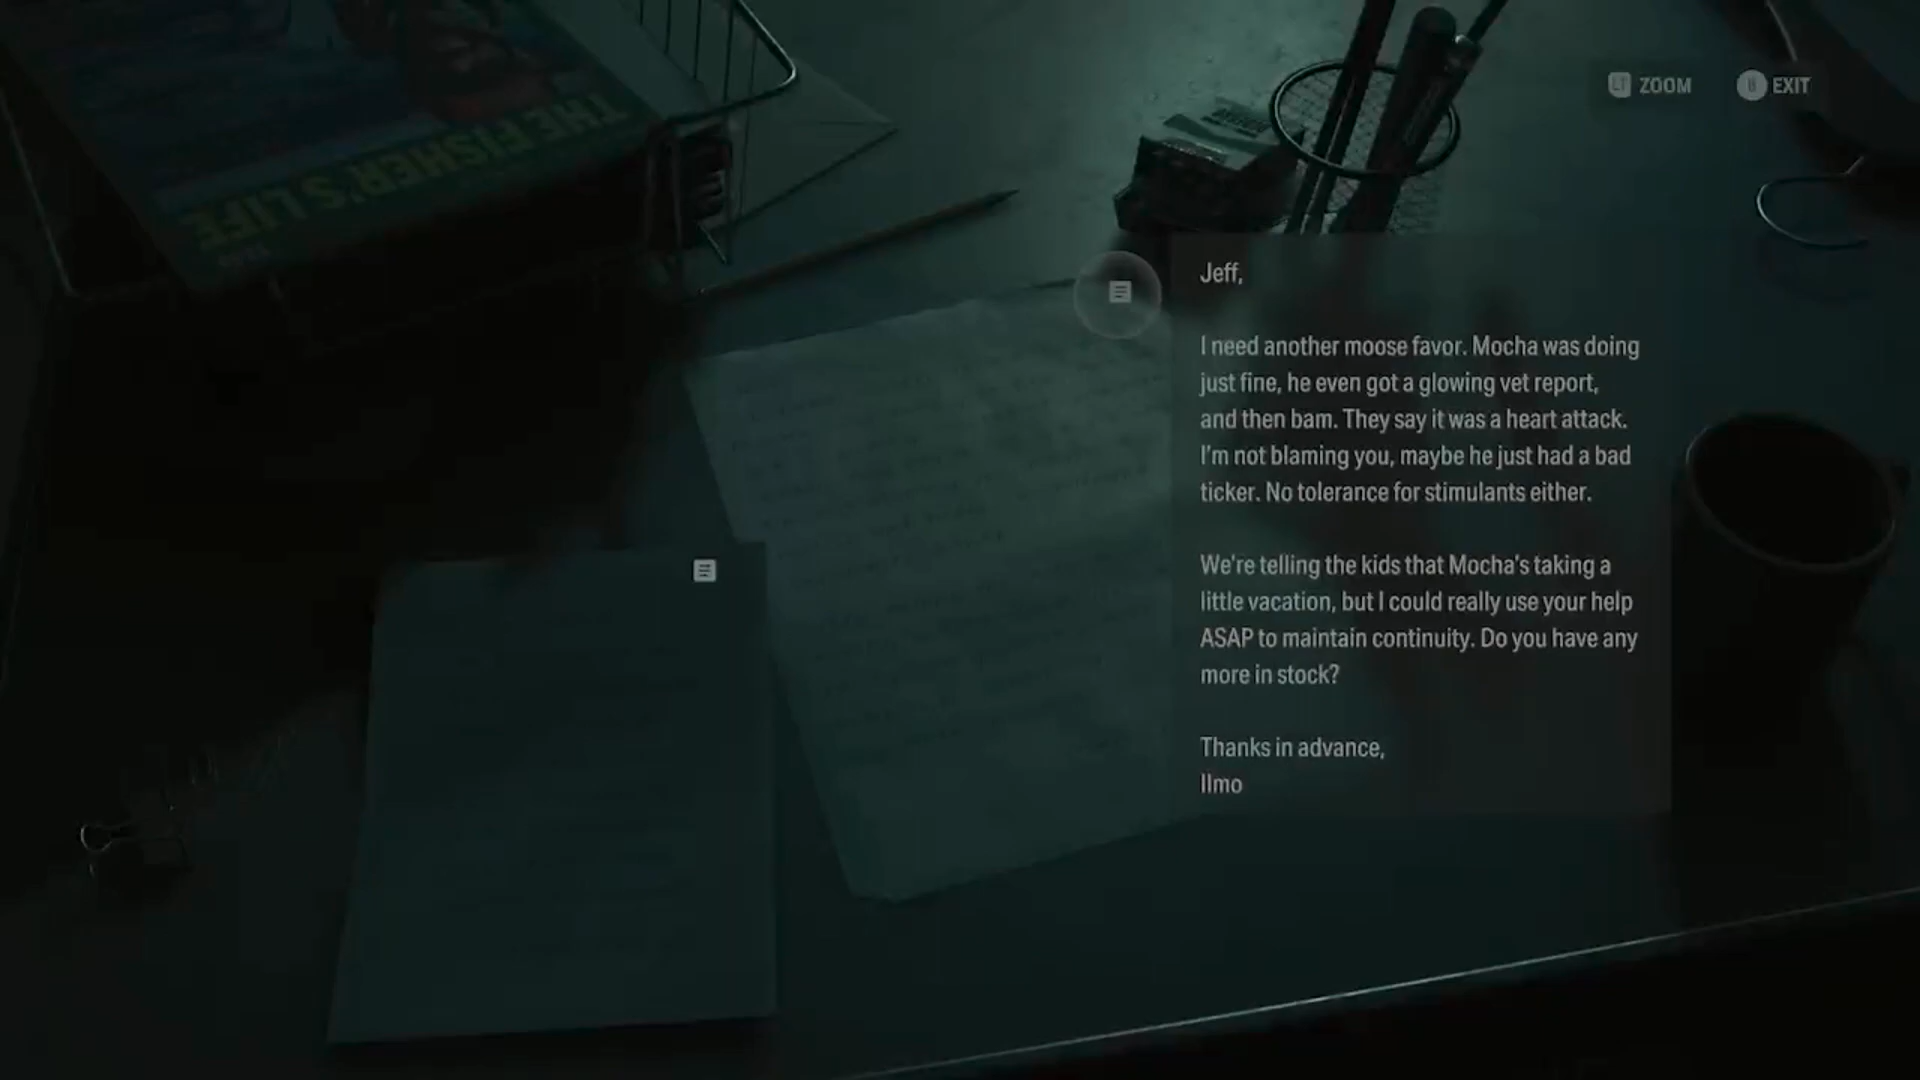 THE FISHER'S LIFE
LT ZOOM
B EXIT
Jeff,
I need another moose favor. Mocha was doing
just fine, he even got a glowing vet report,
and then bam. They say it was a heart attack.
I'm not blaming you, maybe he just had a bad
ticker. No tolerance for stimulants either.
We're telling the kids that Mocha's taking a
little vacation, but I could really use your help
ASAP to maintain continuity. Do you have any
more in stock?
Thanks in advance,
Ilmo